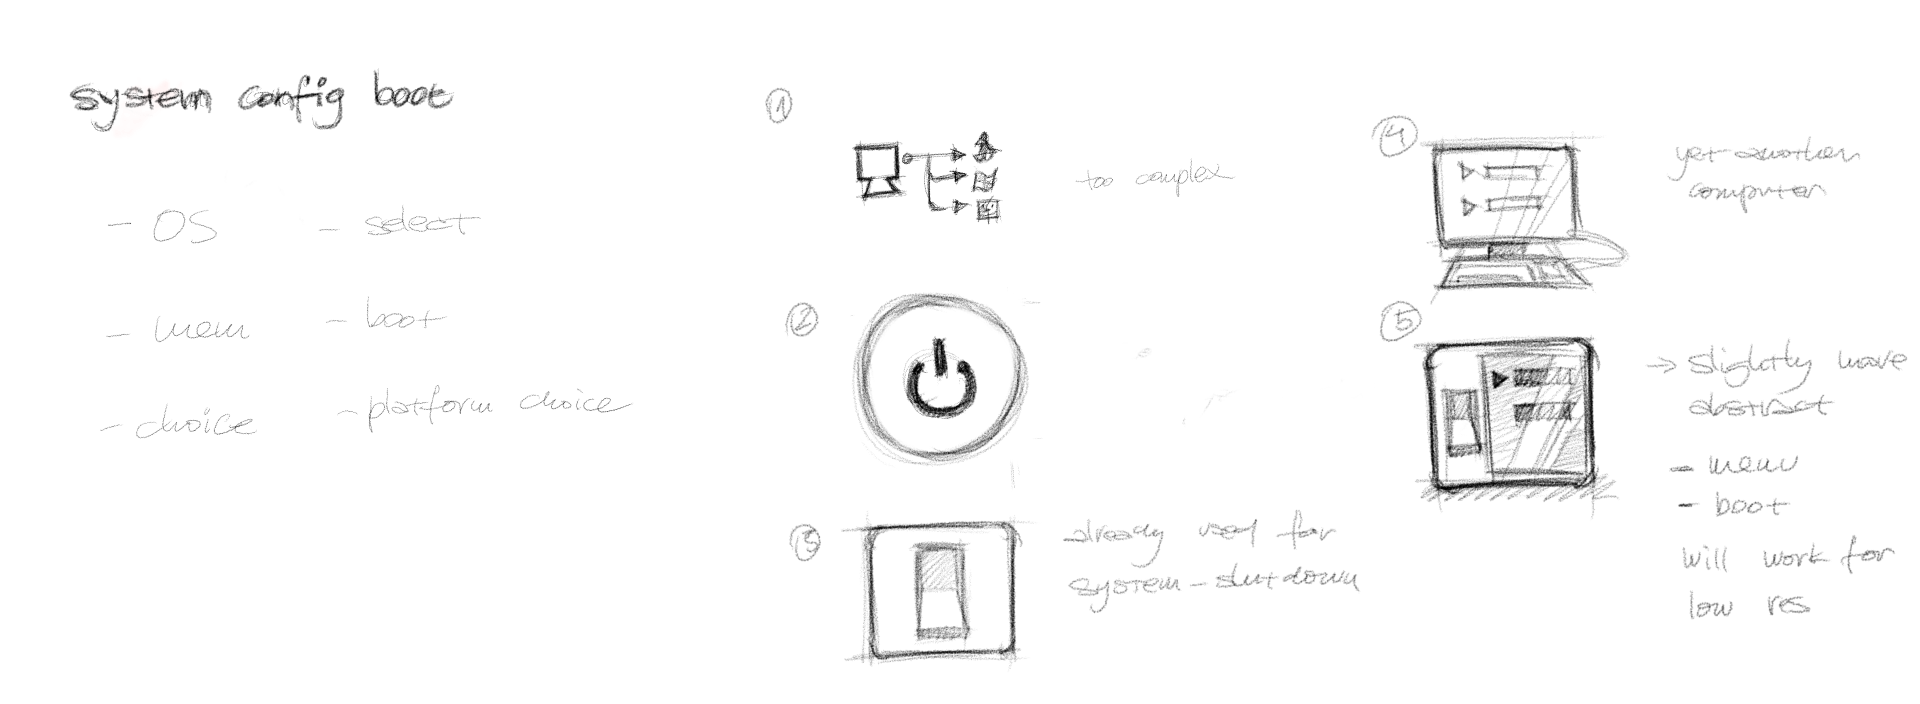 system config boot
- OS
- select
- mem
- boot
- choice
- platform choice
1
too complex
2
3
already used for
system-shutdown
4
yet another
computer
5
→ slightly more
abstract
- menu
- boot
will work for
low res